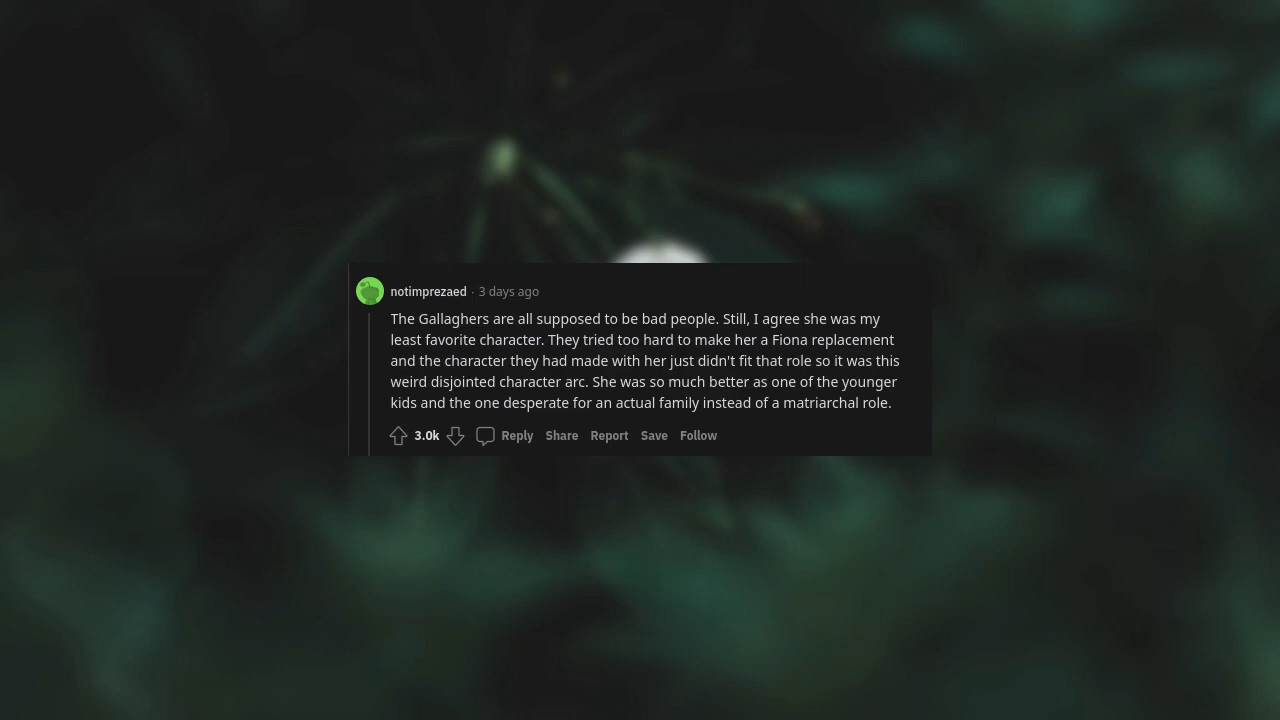 notimprezaed · 3 days ago
The Gallaghers are all supposed to be bad people. Still, I agree she was my
least favorite character. They tried too hard to make her a Fiona replacement
and the character they had made with her just didn't fit that role so it was this
weird disjointed character arc. She was so much better as one of the younger
kids and the one desperate for an actual family instead of a matriarchal role.
3.0k Reply Share Report Save Follow